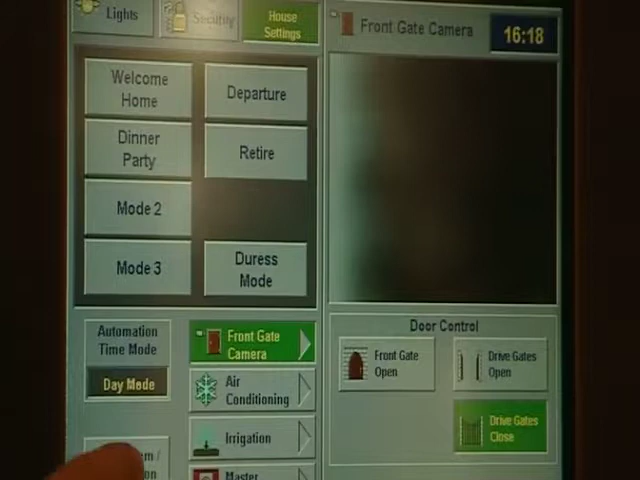 Lights
Security
House
Settings
Front Gate Camera
16:18
Welcome
Home
Departure
Dinner
Party
Retire
Mode 2
Mode 3
Duress
Mode
Automation
Time Mode
Day Mode
Front Gate
Camera
Air
Conditioning
Irrigation
Master
Door Control
Front Gate
Open
Drive Gates
Open
Drive Gates
Close